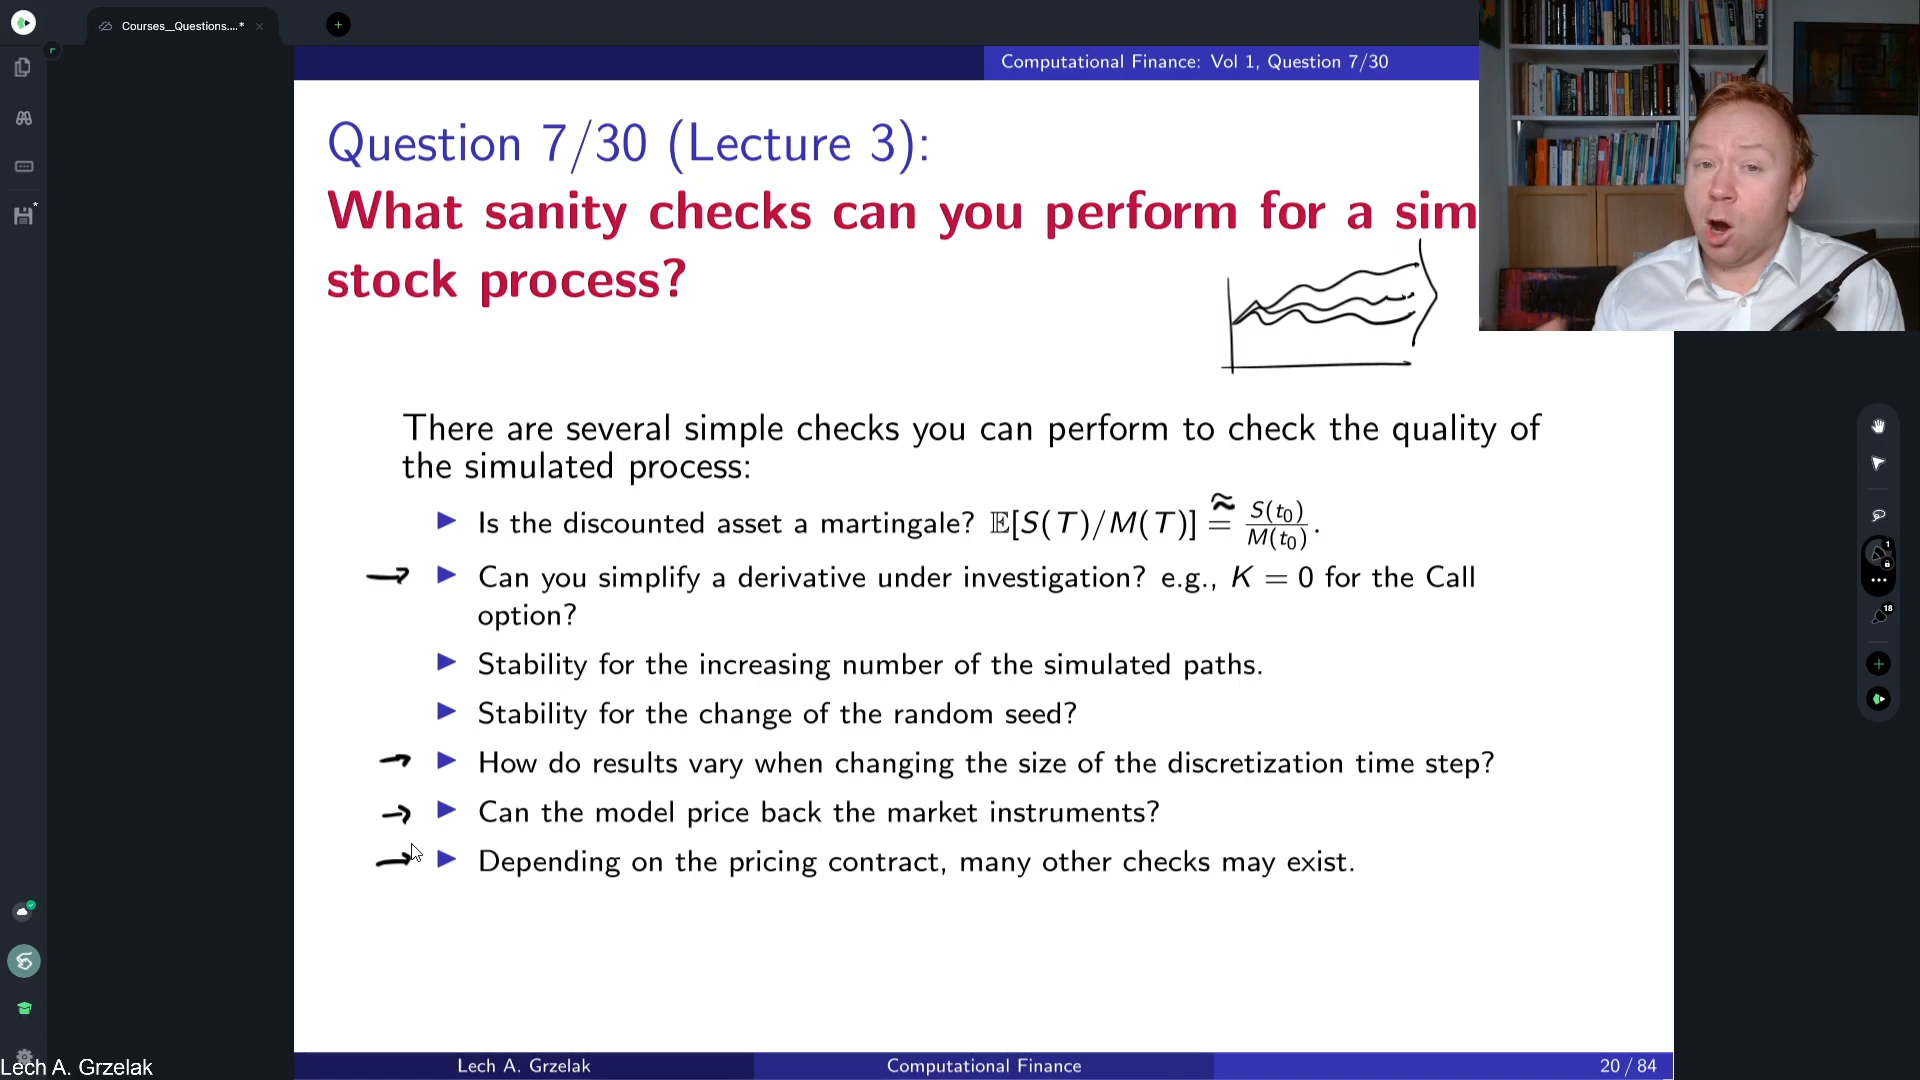 Courses__Questions....*
Computational Finance: Vol 1, Question 7/30
Question 7/30 (Lecture 3):
What sanity checks can you perform for a sim
stock process?
There are several simple checks you can perform to check the quality of
the simulated process:
Is the discounted asset a martingale? 𝔼[S(T)/M(T)] ≈ = S(t₀)/M(t₀).
Can you simplify a derivative under investigation? e.g., K = 0 for the Call
option?
Stability for the increasing number of the simulated paths.
Stability for the change of the random seed?
How do results vary when changing the size of the discretization time step?
Can the model price back the market instruments?
Depending on the pricing contract, many other checks may exist.
1
18
Lech A. Grzelak
Lech A. Grzelak
Computational Finance
20 / 84